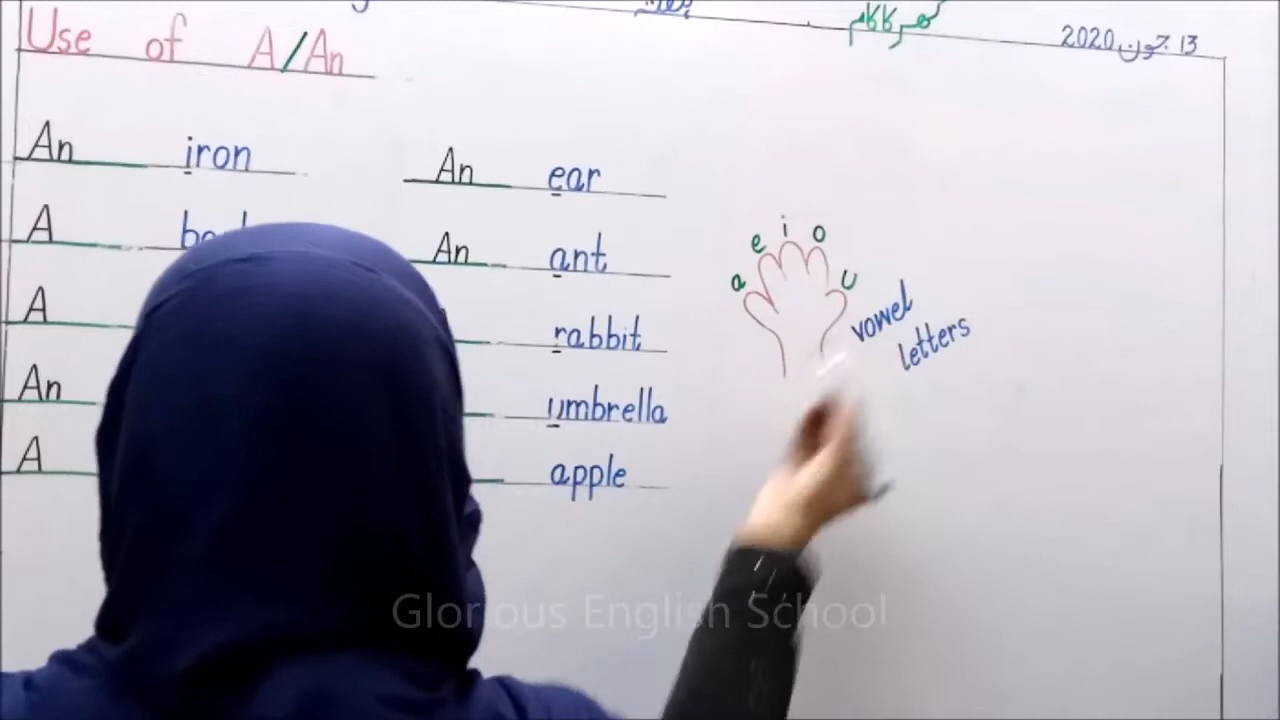 گھر کا کام
13 جون 2020
Use of A/An
An iron
A
A
An
A
An ear
An ant
rabbit
umbrella
apple
a e i o u
vowel
letters
Glorious English School